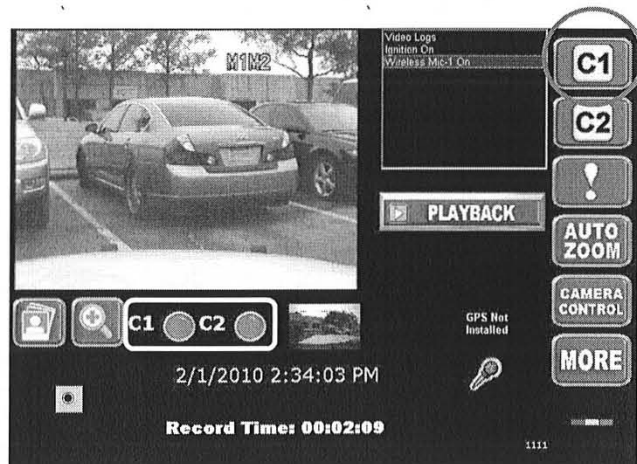 M1M2
Video Logs
Ignition On
Wireless Mic-1 On
C1
C2
!
PLAYBACK
AUTO
ZOOM
CAMERA
CONTROL
MORE
C1 C2
GPS Not
Installed
2/1/2010 2:34:03 PM
Record Time: 00:02:09
1111